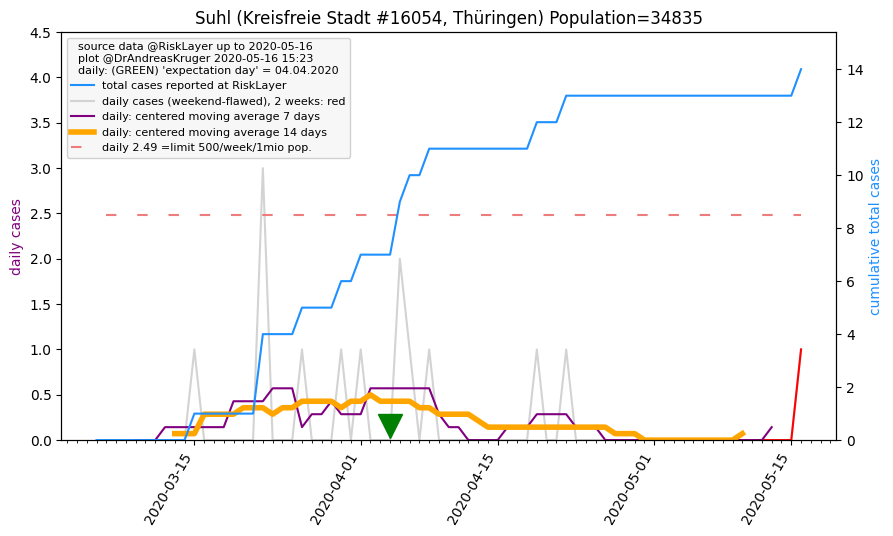 Suhl (Kreisfreie Stadt #16054, Thüringen) Population=34835
source data @RiskLayer up to 2020-05-16
plot @DrAndreasKruger 2020-05-16 15:23
daily: (GREEN) 'expectation day' = 04.04.2020
total cases reported at RiskLayer
daily cases (weekend-flawed), 2 weeks: red
daily: centered moving average 7 days
daily: centered moving average 14 days
daily 2.49 =limit 500/week/1mio pop.
daily cases
4.5
4.0
3.5
3.0
2.5
2.0
1.5
1.0
0.5
0.0
14
12
10
8
6
4
2
0
cumulative total cases
2020-03-15
2020-04-01
2020-04-15
2020-05-01
2020-05-15